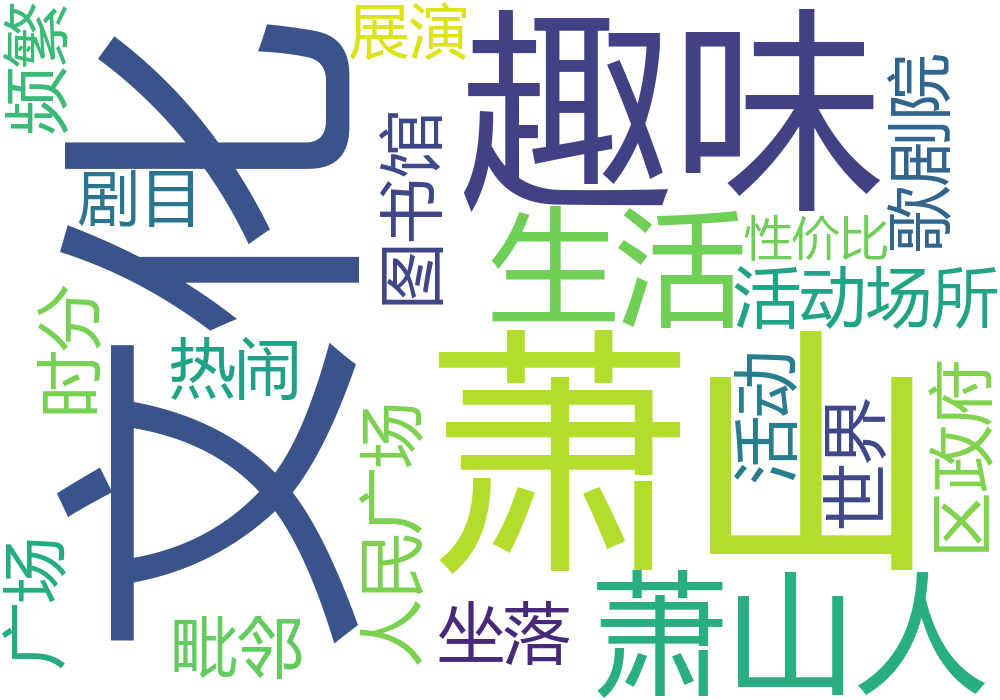 频繁
文化
展演
趣味
歌剧院
剧目
图书馆
生活
性价比
活动场所
时分
热闹
萧山
活动
世界
区政府
人民广场
广场
毗邻
坐落
萧山人